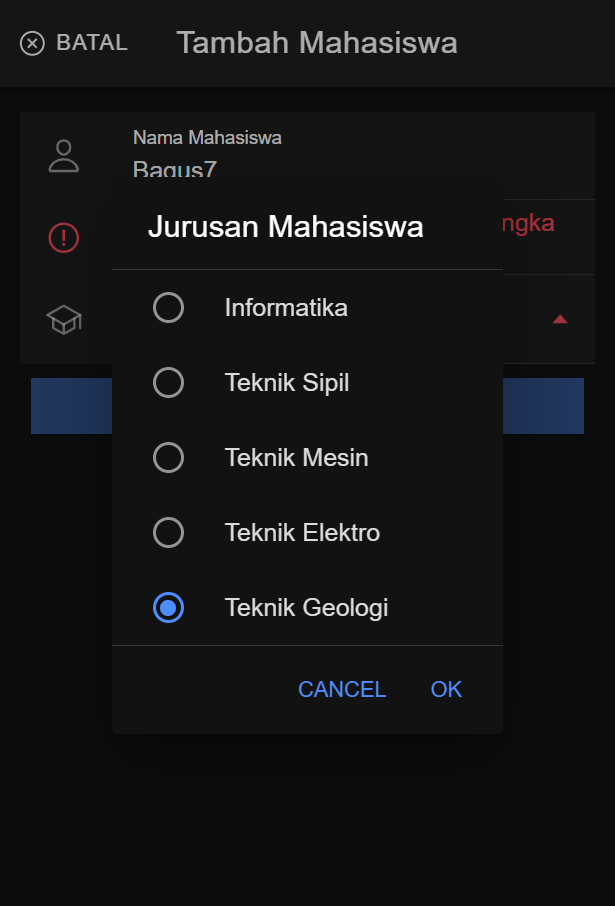 BATAL Tambah Mahasiswa
Nama Mahasiswa
Bagus7
Jurusan Mahasiswa
Informatika
Teknik Sipil
Teknik Mesin
Teknik Elektro
Teknik Geologi
CANCEL OK